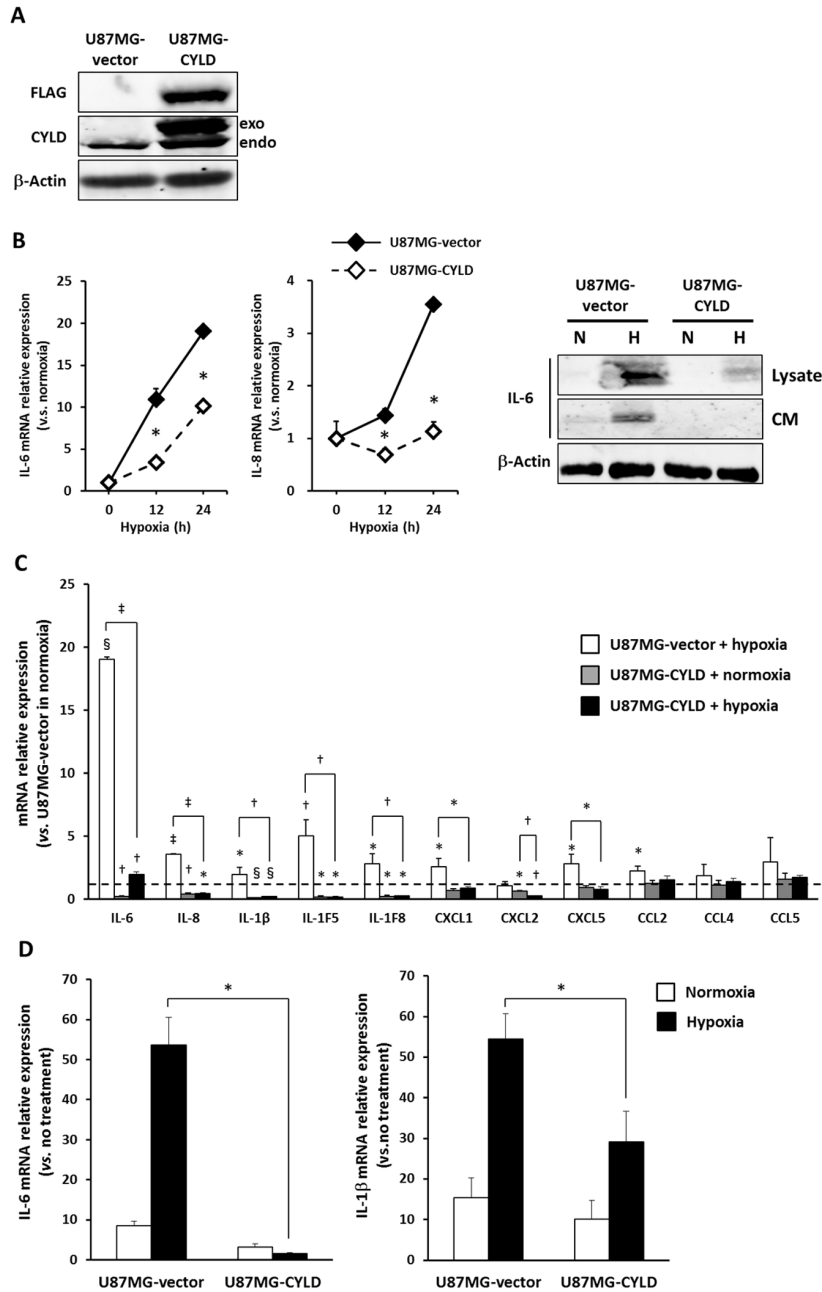 A
U87MG-
vector
U87MG-
CYLD
FLAG
CYLD
exo
endo
β-Actin
B
U87MG-vector
U87MG-CYLD
IL-6 mRNA relative expression
(v.s. normoxia)
25
20
15
10
5
0
*
*
0 12 24
Hypoxia (h)
IL-8 mRNA relative expression
(v.s. normoxia)
4
3
2
1
0
*
*
0 12 24
Hypoxia (h)
U87MG-
vector
U87MG-
CYLD
N H N H
IL-6
Lysate
CM
β-Actin
C
mRNA relative expression
(vs. U87MG-vector in normoxia)
25
20
15
10
5
0
U87MG-vector + hypoxia
U87MG-CYLD + normoxia
U87MG-CYLD + hypoxia
‡
§
† †
‡
‡
† *
†
*
§ §
†
†
* *
†
*
* *
*
*
†
* †
*
*
*
IL-6 IL-8 IL-1β IL-1F5 IL-1F8 CXCL1 CXCL2 CXCL5 CCL2 CCL4 CCL5
D
IL-6 mRNA relative expression
(vs. no treatment)
70
60
50
40
30
20
10
0
*
U87MG-vector U87MG-CYLD
IL-1β mRNA relative expression
(vs.no treatment)
70
60
50
40
30
20
10
0
*
U87MG-vector U87MG-CYLD
Normoxia
Hypoxia